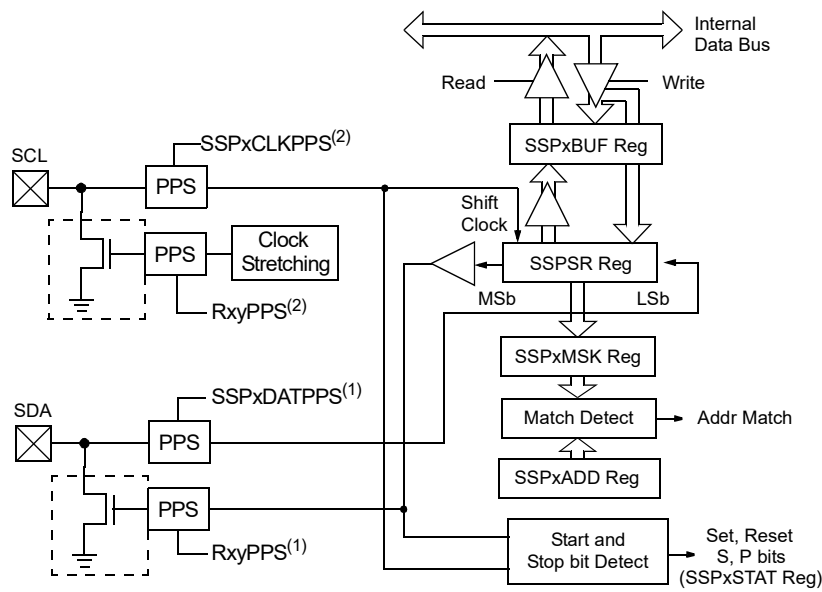 Internal
Data Bus
Read
Write
SSPxBUF Reg
SSPxCLKPPS(2)
SCL
PPS
Shift
Clock
PPS
Clock
Stretching
SSPSR Reg
MSb
LSb
RxyPPS(2)
SSPxMSK Reg
SSPxDATPPS(1)
SDA
PPS
Match Detect
Addr Match
SSPxADD Reg
PPS
RxyPPS(1)
Start and
Stop bit Detect
Set, Reset
S, P bits
(SSPxSTAT Reg)